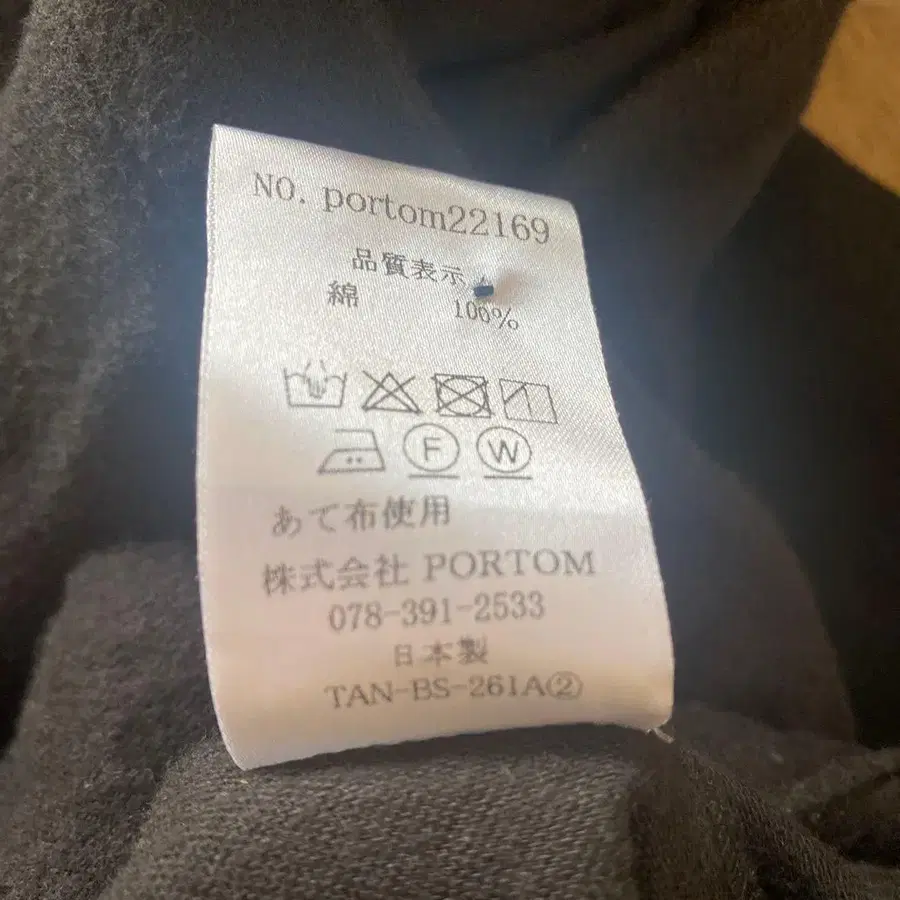 NO. portom22169
品質表示
綿 100%
F W
あて布使用
株式会社 PORTOM
078-391-2533
日本製
TAN-BS-261A②